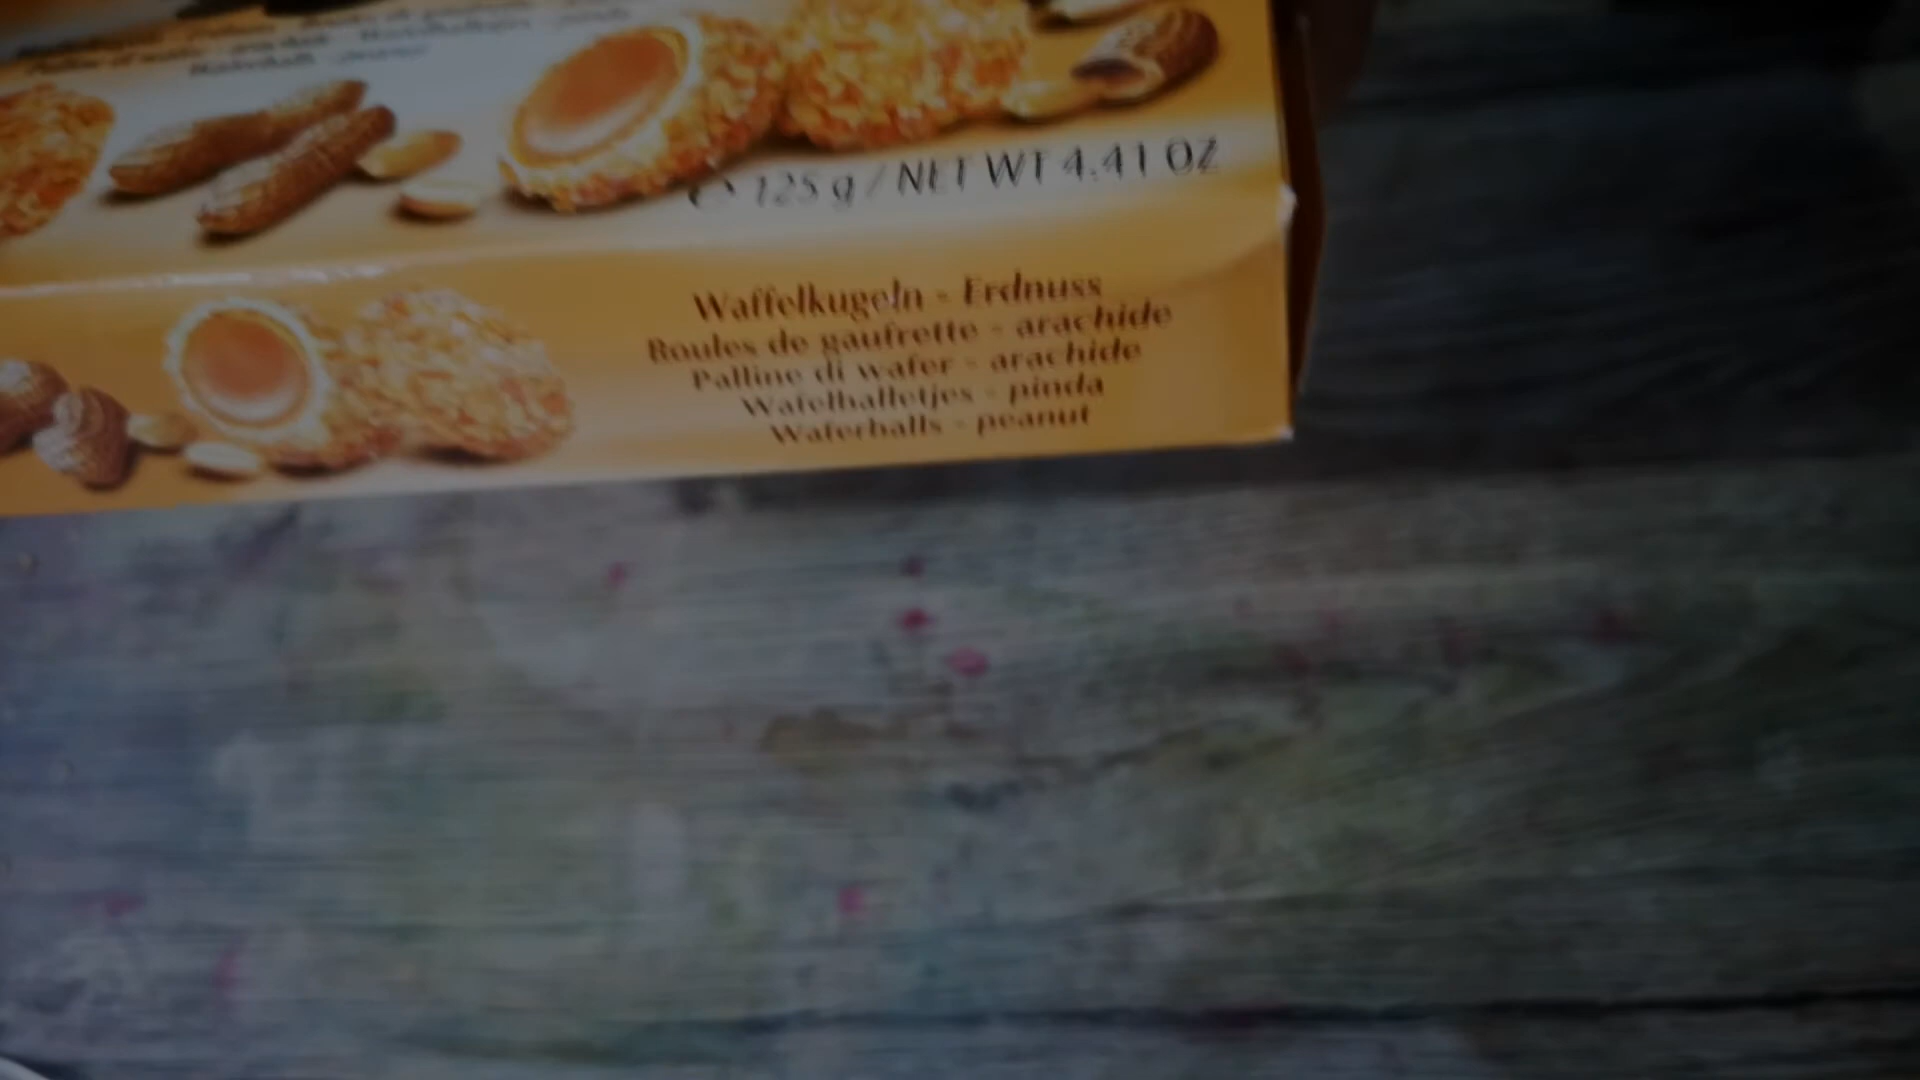 ℮ 125 g / NET WT 4.41 OZ
Waffelkugeln - Erdnuss
Boules de gaufrette - arachide
Palline di wafer - arachide
Wafelballetjes - pinda
Waferballs - peanut